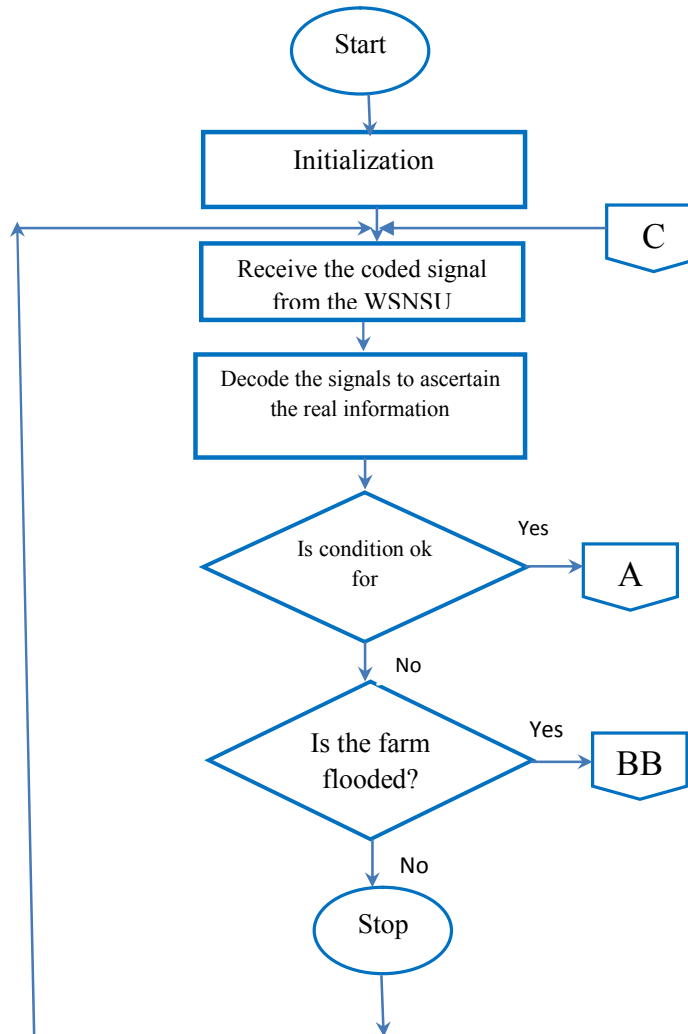 Start
Initialization
C
Receive the coded signal
from the WSNSU
Decode the signals to ascertain
the real information
Is condition ok
for
Yes
A
No
Is the farm
flooded?
Yes
BB
No
Stop